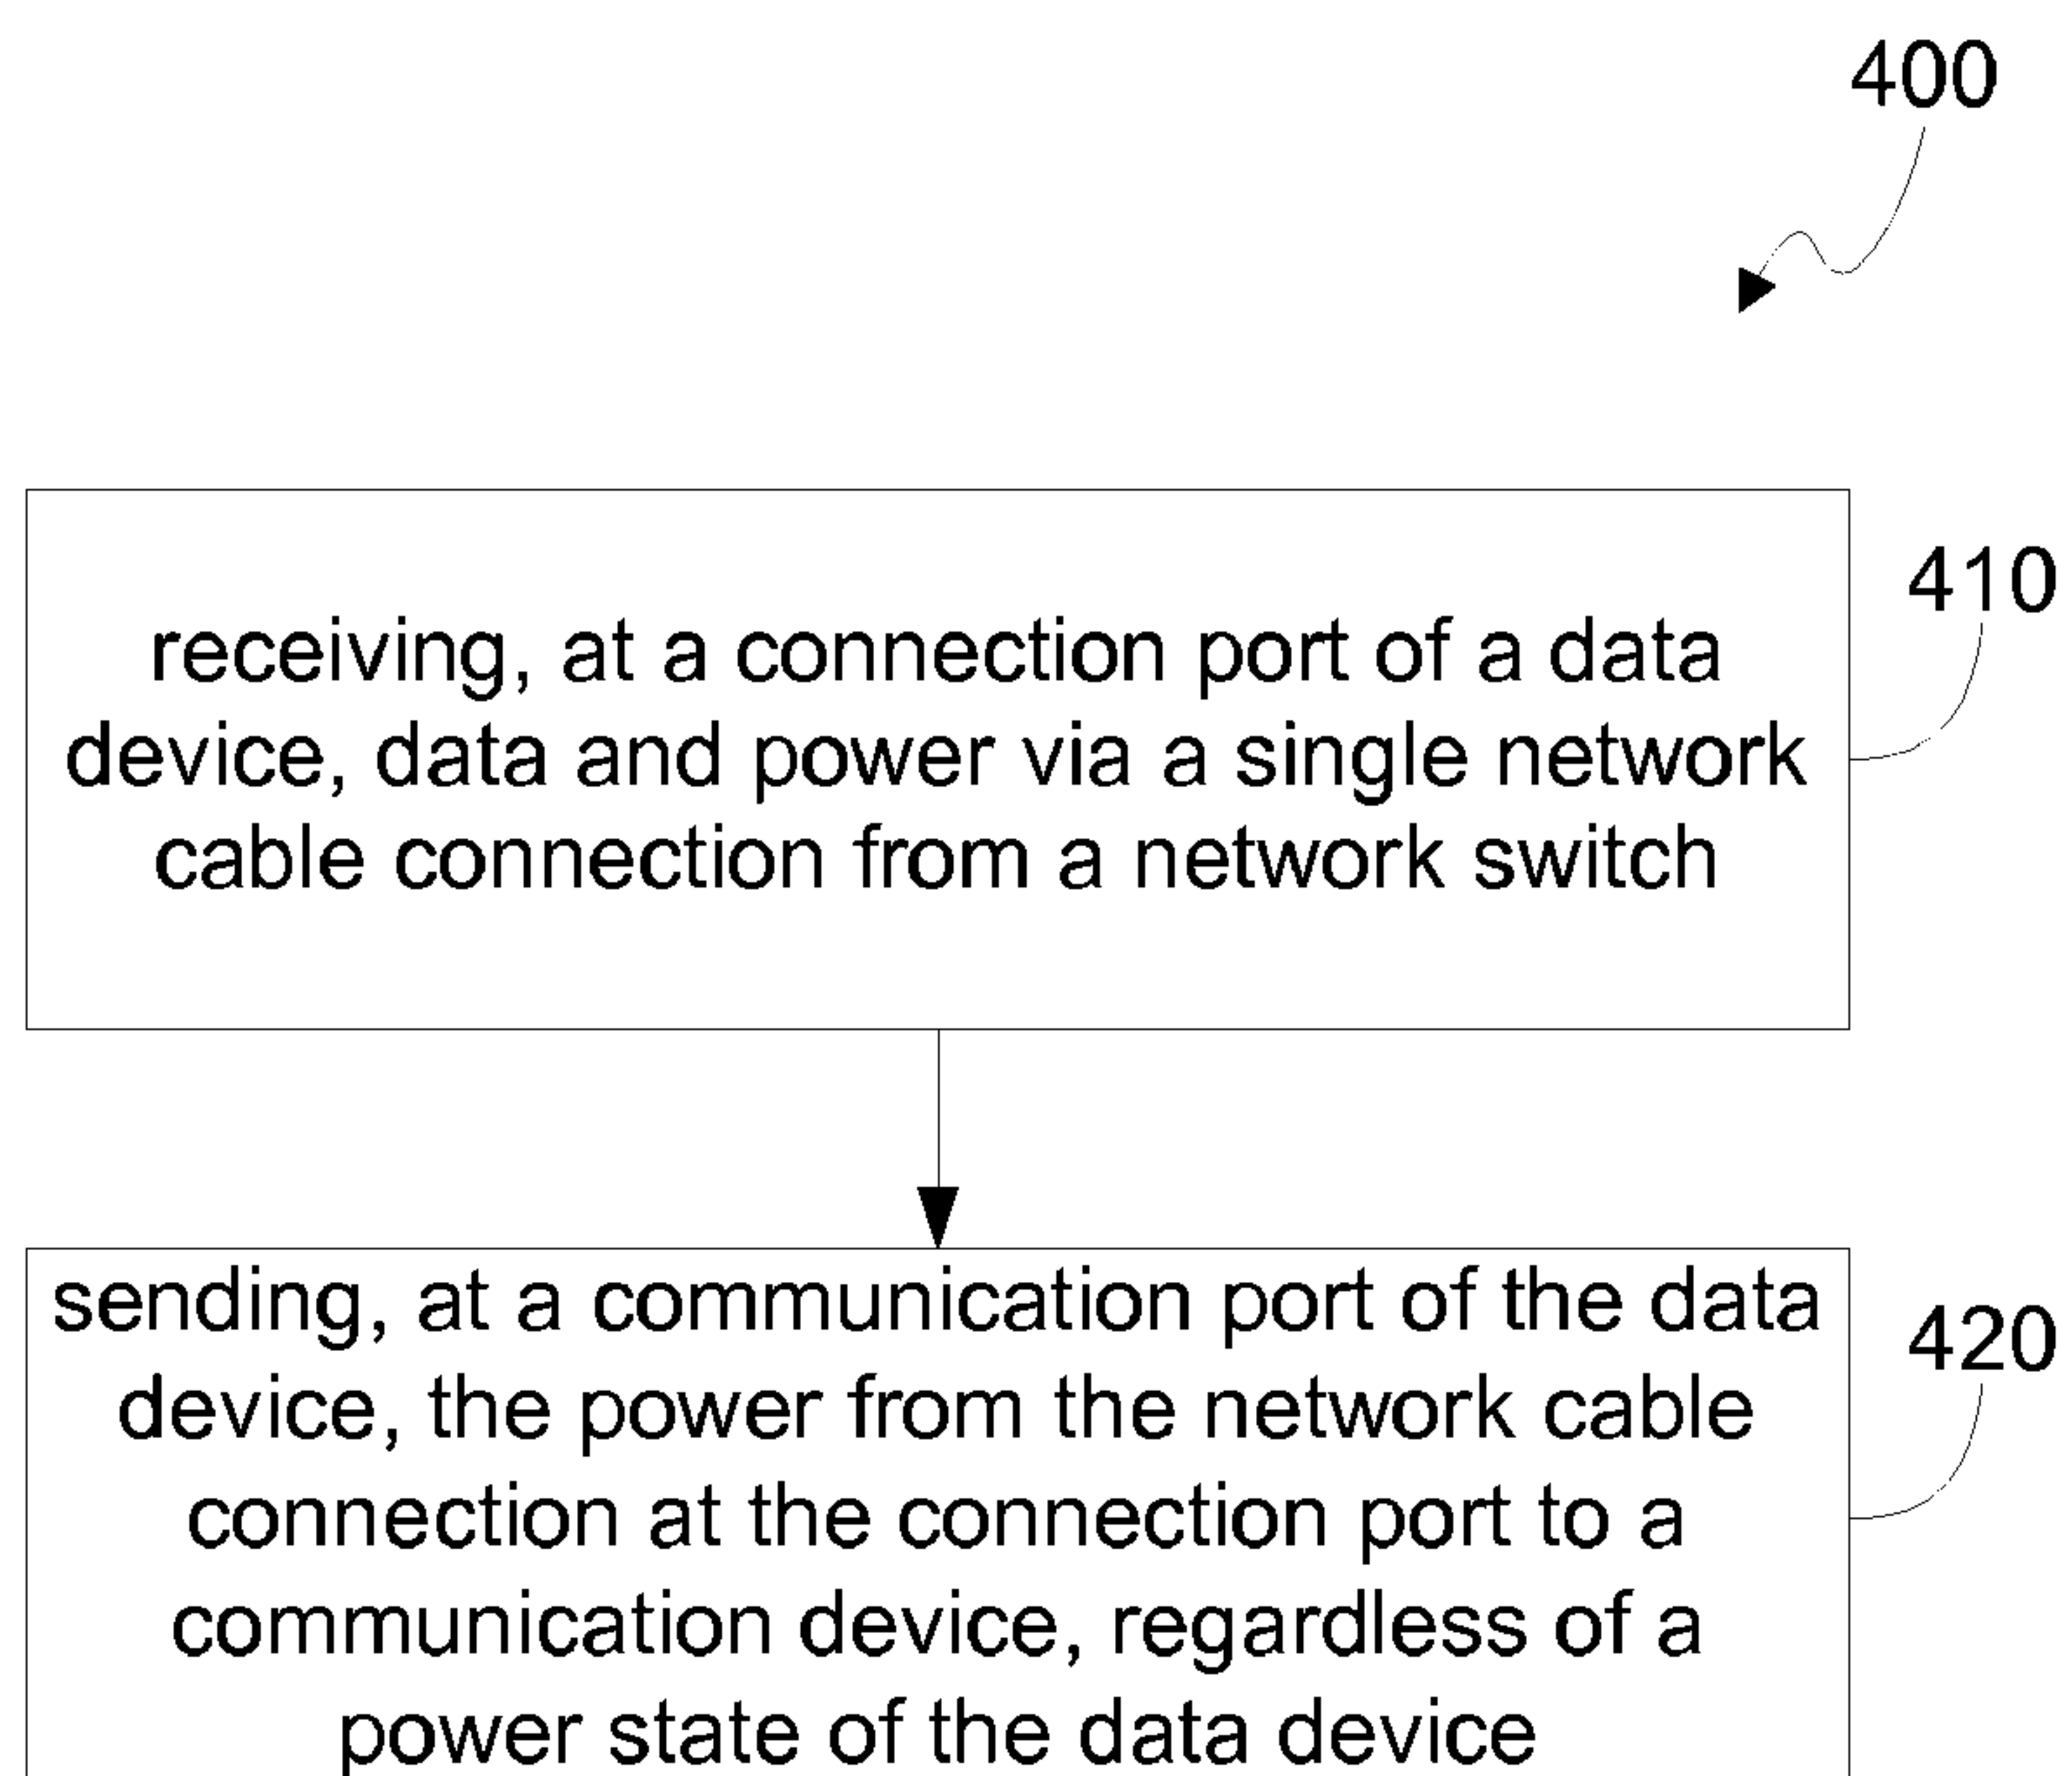 400
410
receiving, at a connection port of a data
device, data and power via a single network
cable connection from a network switch
420
sending, at a communication port of the data
device, the power from the network cable
connection at the connection port to a
communication device, regardless of a
power state of the data device